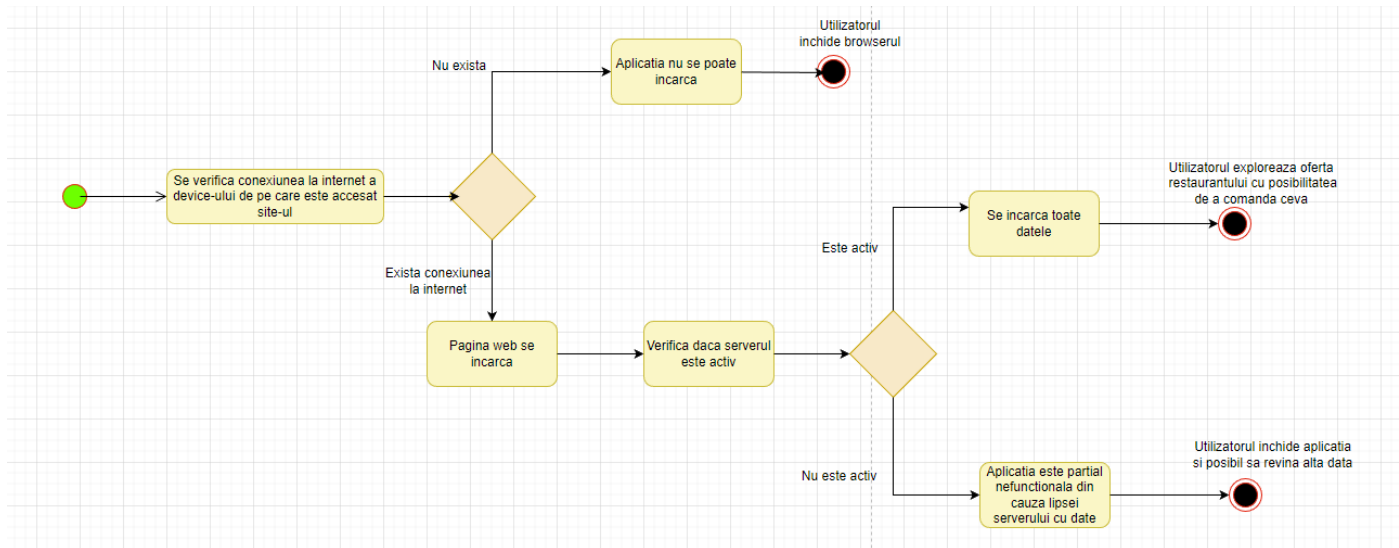 Utilizatorul
inchide browserul
Nu exista
Aplicatia nu se poate
incarca
Se verifica conexiunea la internet a
device-ului de pe care este accesat
site-ul
Utilizatorul exploreaza oferta
restaurantului cu posibilitatea
de a comanda ceva
Se incarca toate
datele
Este activ
Exista conexiunea
la internet
Pagina web se
incarca
Verifica daca serverul
este activ
Nu este activ
Aplicatia este partial
nefunctionala din
cauza lipsei
serverului cu date
Utilizatorul inchide aplicatia
si posibil sa revina alta data